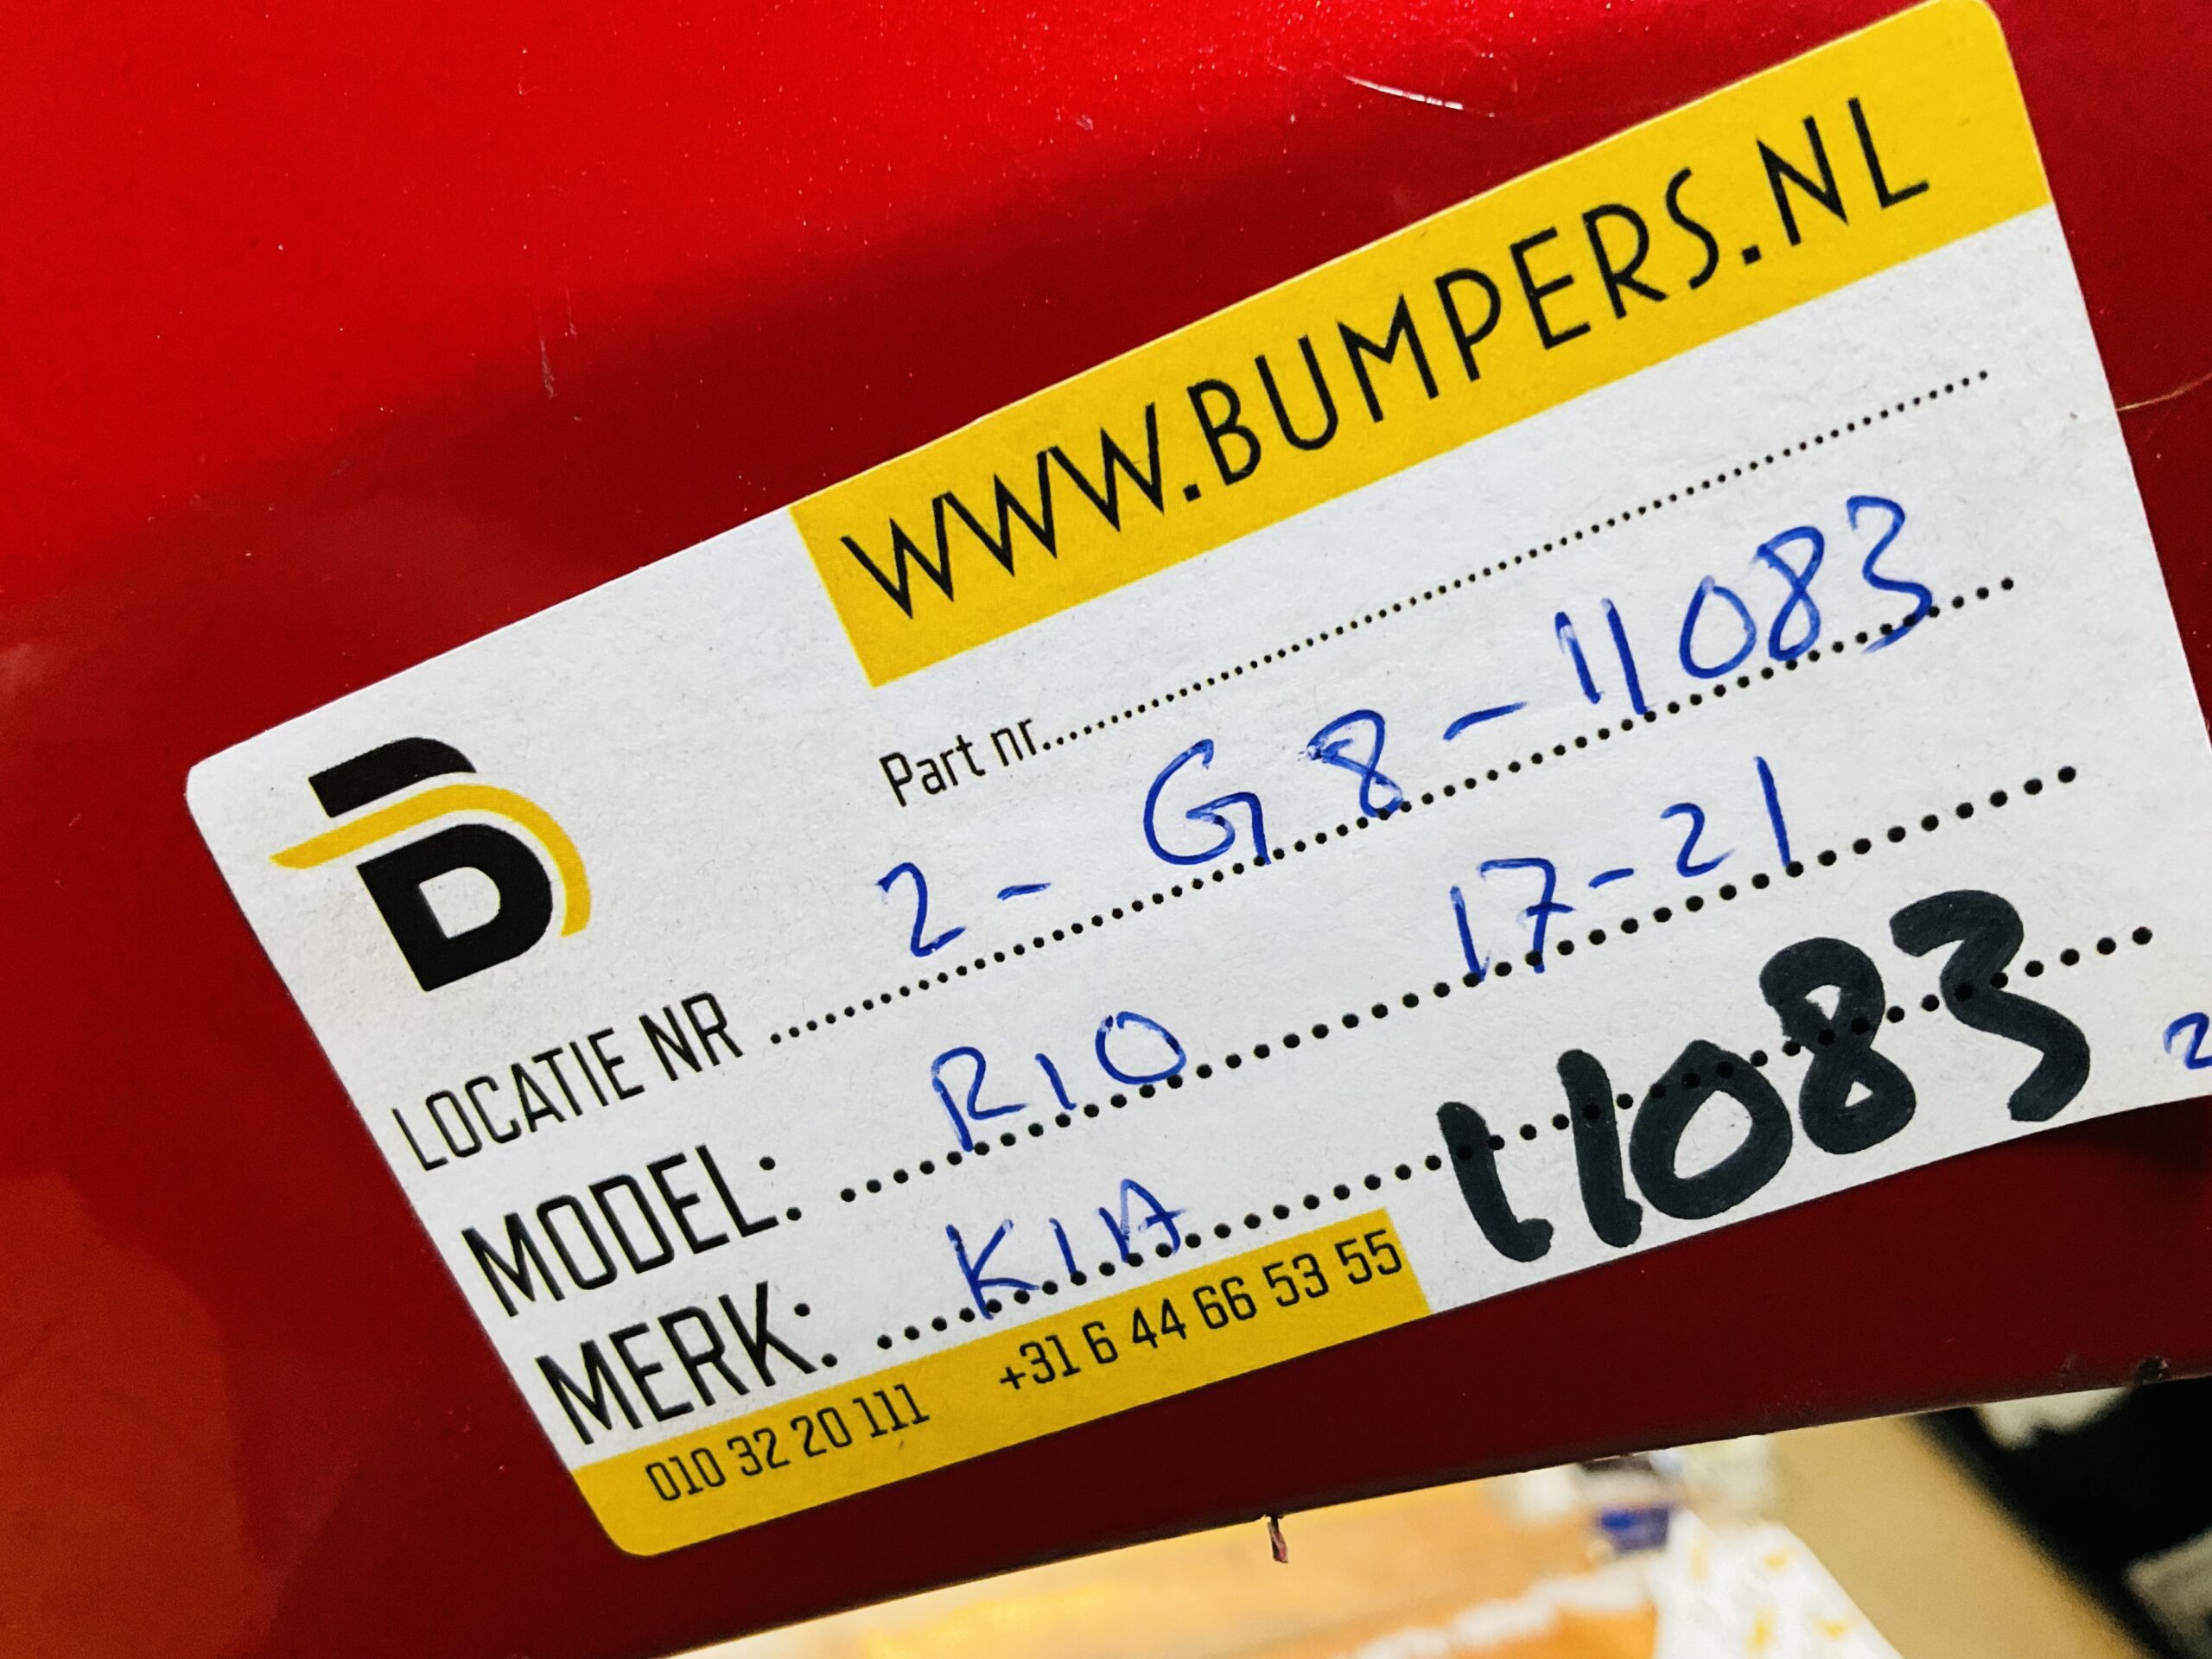 WWW.BUMPERS.NL
Part nr...........................................
LOCATIE NR ........ 2 - G8 - 11083
MODEL: ........ RIO 17-21
MERK: ........ KIA
11083
2
010 32 20 111 +31 6 44 66 53 55